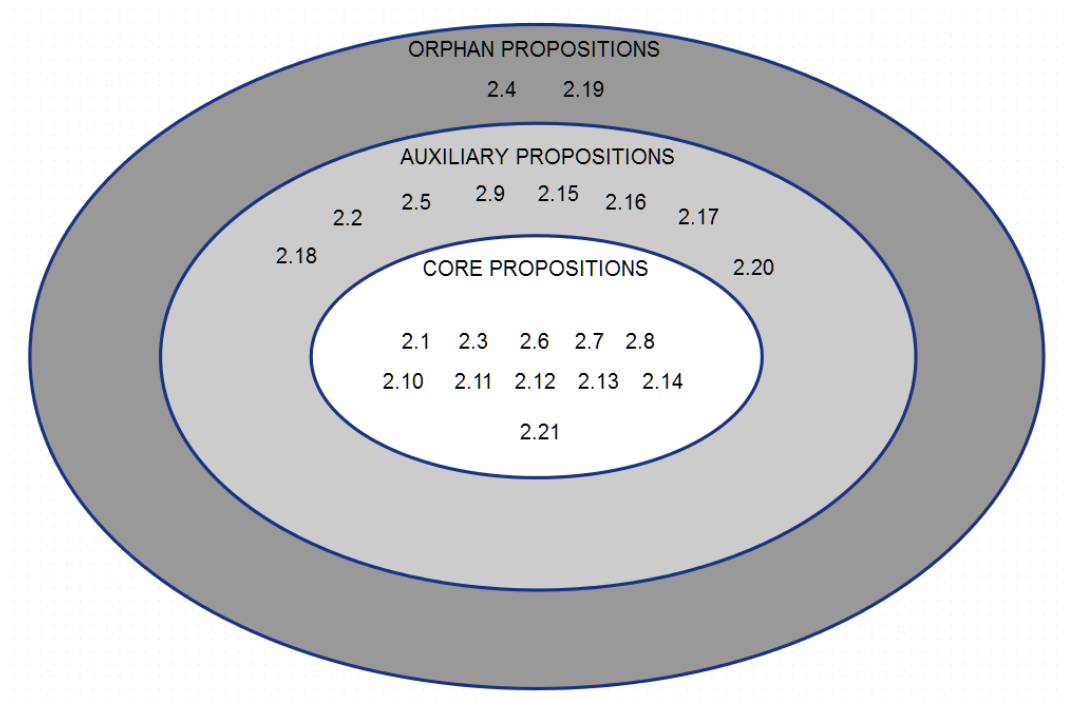 ORPHAN PROPOSITIONS
2.4 2.19
AUXILIARY PROPOSITIONS
2.18 2.2 2.5 2.9 2.15 2.16 2.17 2.20
CORE PROPOSITIONS
2.1 2.3 2.6 2.7 2.8
2.10 2.11 2.12 2.13 2.14
2.21